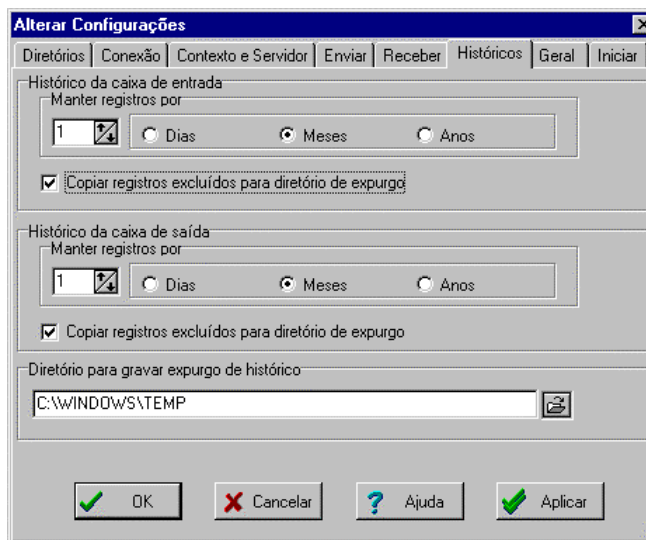 Alterar Configurações
Diretórios Conexão Contexto e Servidor Enviar Receber Históricos Geral Iniciar
Histórico da caixa de entrada
Manter registros por
1 Dias Meses Anos
Copiar registros excluídos para diretório de expurgo
Histórico da caixa de saída
Manter registros por
1 Dias Meses Anos
Copiar registros excluídos para diretório de expurgo
Diretório para gravar expurgo de histórico
C:\WINDOWS\TEMP
OK Cancelar ? Ajuda Aplicar